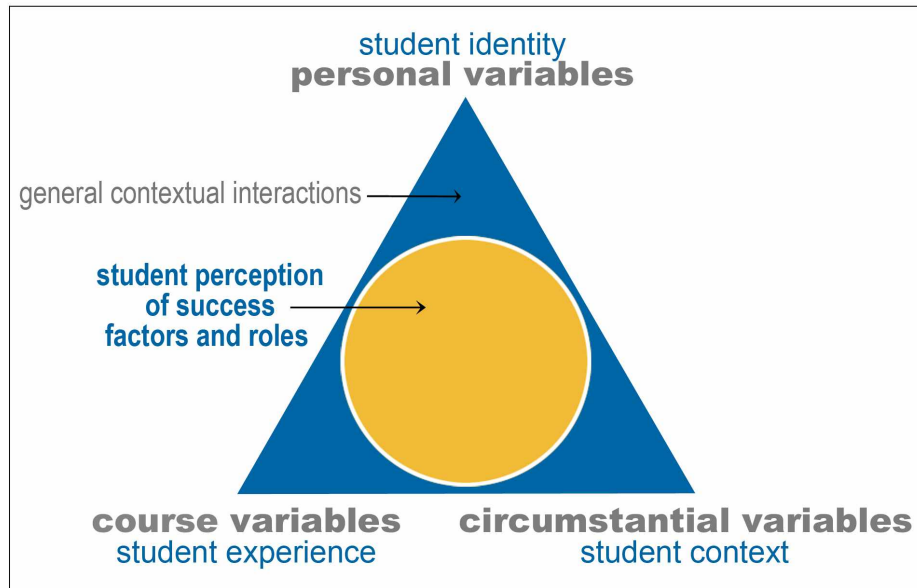 student identity
personal variables
general contextual interactions
student perception
of success
factors and roles
course variables
student experience
circumstantial variables
student context